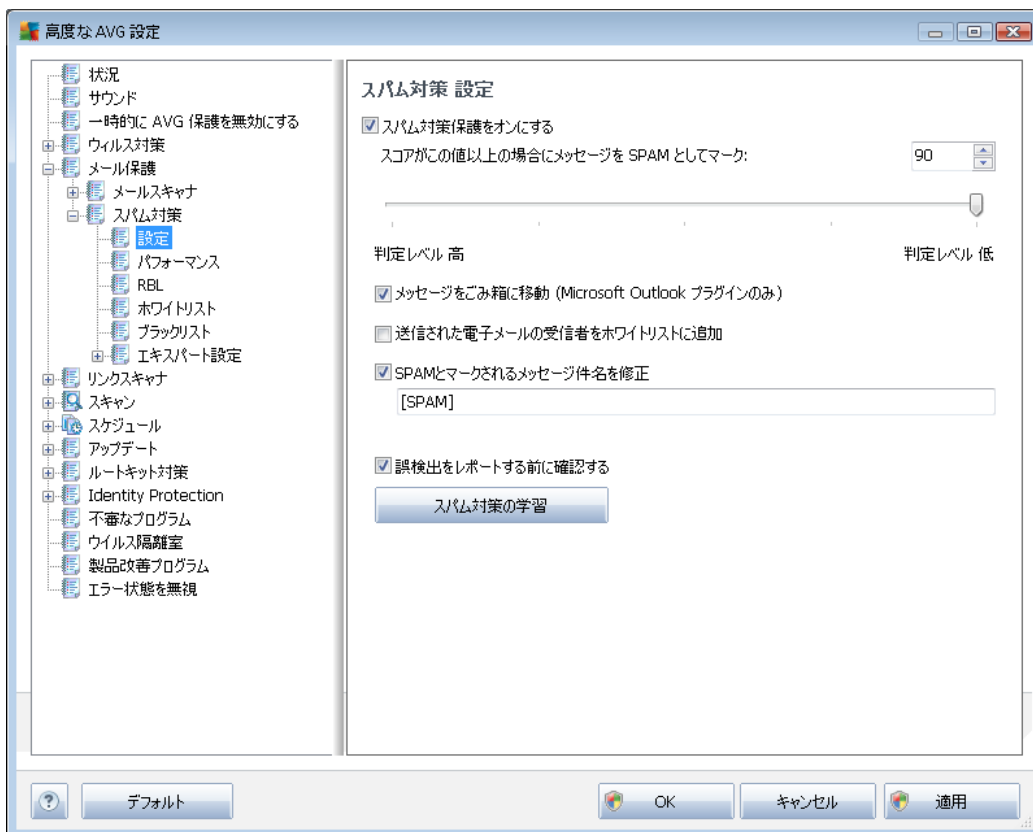 高度な AVG 設定
状況
サウンド
一時的に AVG 保護を無効にする
ウィルス対策
メール保護
メールスキャナ
スパム対策
設定
パフォーマンス
RBL
ホワイトリスト
ブラックリスト
エキスパート設定
リンクスキャナ
スキャン
スケジュール
アップデート
ルートキット対策
Identity Protection
不審なプログラム
ウイルス隔離室
製品改善プログラム
エラー状態を無視
スパム対策 設定
スパム対策保護をオンにする
スコアがこの値以上の場合にメッセージを SPAM としてマーク: 90
判定レベル 高 判定レベル 低
メッセージをごみ箱に移動 (Microsoft Outlook プラグインのみ)
送信された電子メールの受信者をホワイトリストに追加
SPAMとマークされるメッセージ件名を修正
[SPAM]
誤検出をレポートする前に確認する
スパム対策の学習
? デフォルト OK キャンセル 適用